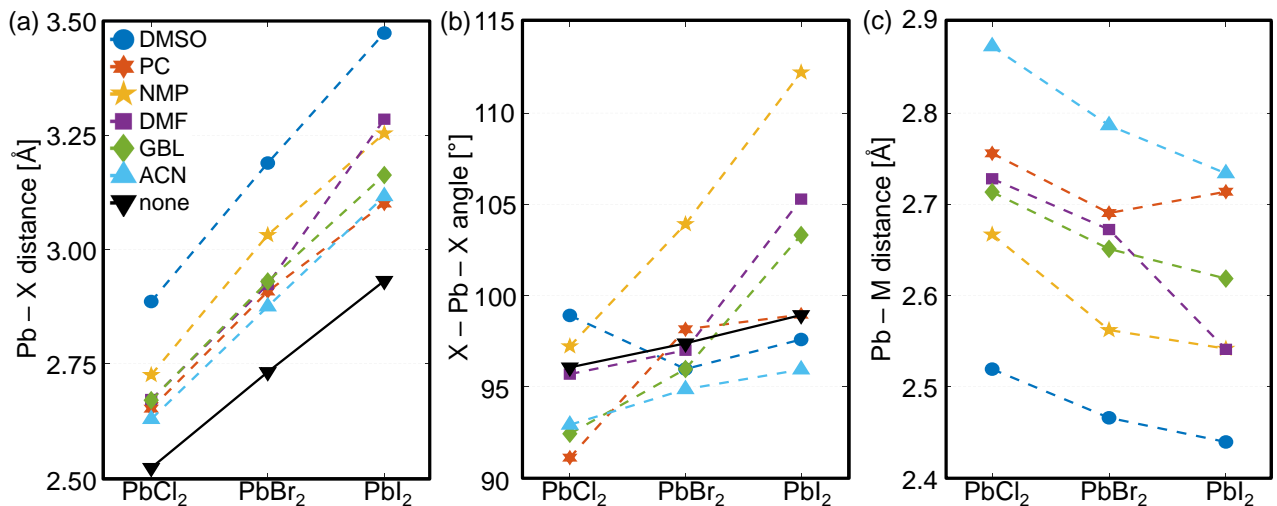 (a)
Pb – X distance [Å]
3.50
3.25
3.00
2.75
2.50
DMSO
PC
NMP
DMF
GBL
ACN
none
PbCl₂
PbBr₂
PbI₂
(b)
X – Pb – X angle [°]
115
110
105
100
95
90
PbCl₂
PbBr₂
PbI₂
(c)
Pb – M distance [Å]
2.9
2.8
2.7
2.6
2.5
2.4
PbCl₂
PbBr₂
PbI₂